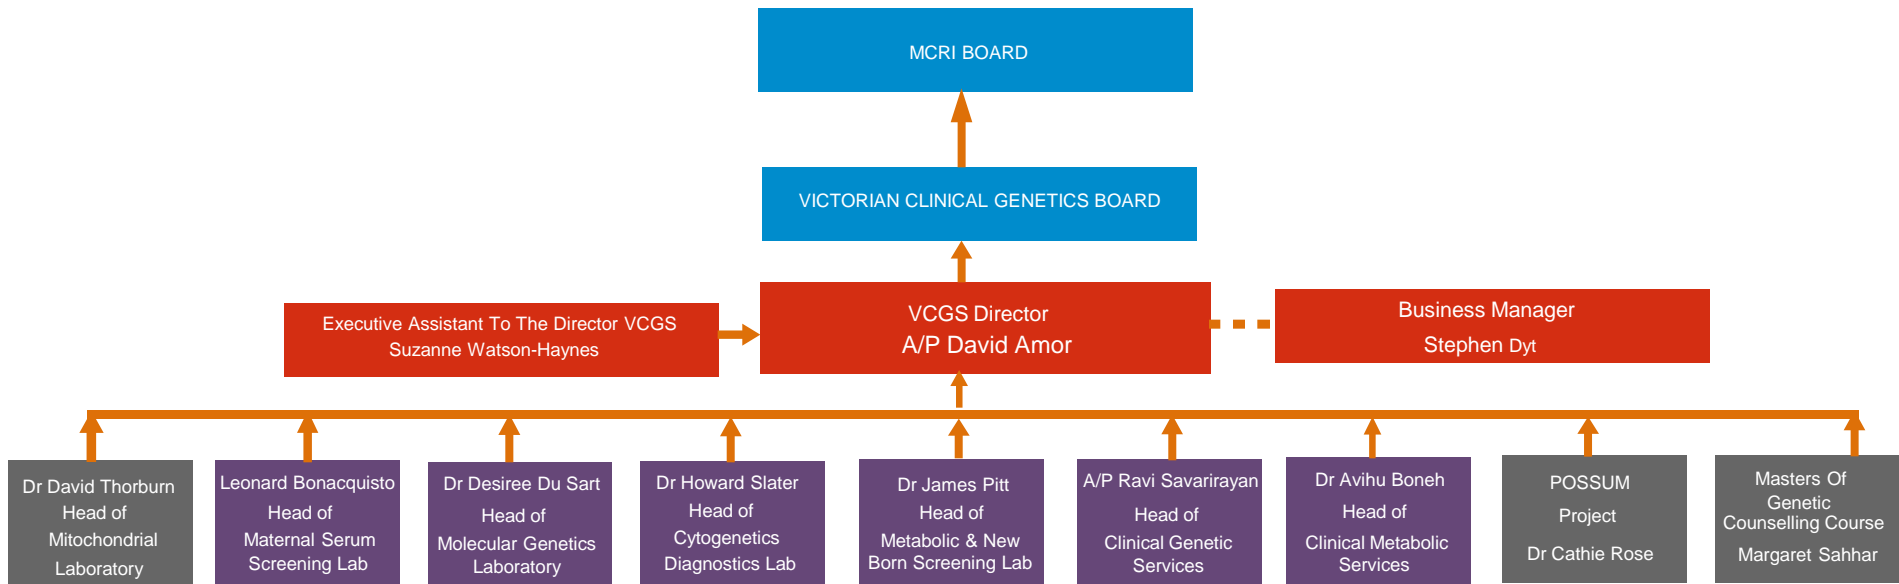 MCRI BOARD
VICTORIAN CLINICAL GENETICS BOARD
Executive Assistant To The Director VCGS
Suzanne Watson-Haynes
VCGS Director
A/P David Amor
Business Manager
Stephen Dyt
Dr David Thorburn
Head of
Mitochondrial
Laboratory
Leonard Bonacquisto
Head of
Maternal Serum
Screening Lab
Dr Desiree Du Sart
Head of
Molecular Genetics
Laboratory
Dr Howard Slater
Head of
Cytogenetics
Diagnostics Lab
Dr James Pitt
Head of
Metabolic & New
Born Screening Lab
A/P Ravi Savarirayan
Head of
Clinical Genetic
Services
Dr Avihu Boneh
Head of
Clinical Metabolic
Services
POSSUM
Project
Dr Cathie Rose
Masters Of
Genetic
Counselling Course
Margaret Sahhar